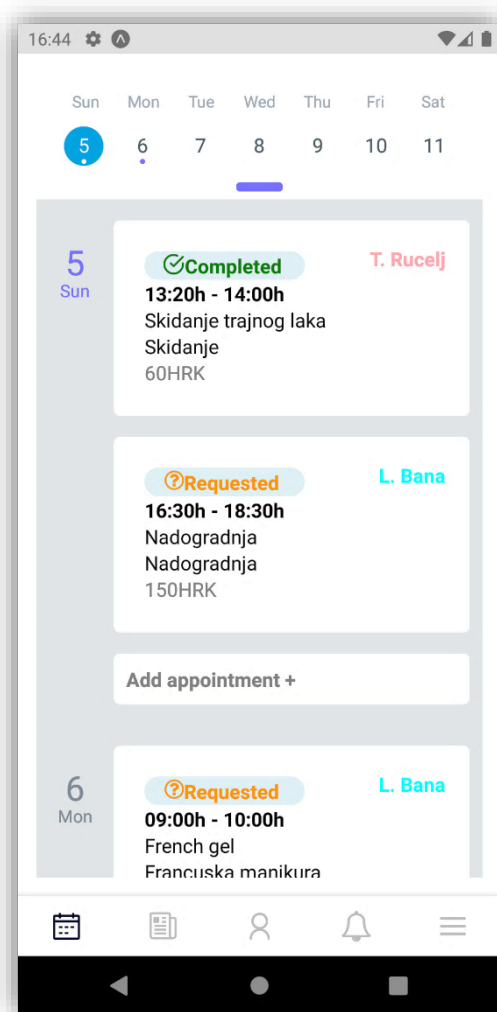 16:44
Sun Mon Tue Wed Thu Fri Sat
5 6 7 8 9 10 11
5
Sun
Completed
T. Rucelj
13:20h - 14:00h
Skidanje trajnog laka
Skidanje
60HRK
Requested
L. Bana
16:30h - 18:30h
Nadogradnja
Nadogradnja
150HRK
Add appointment +
6
Mon
Requested
L. Bana
09:00h - 10:00h
French gel
Francuska manikura